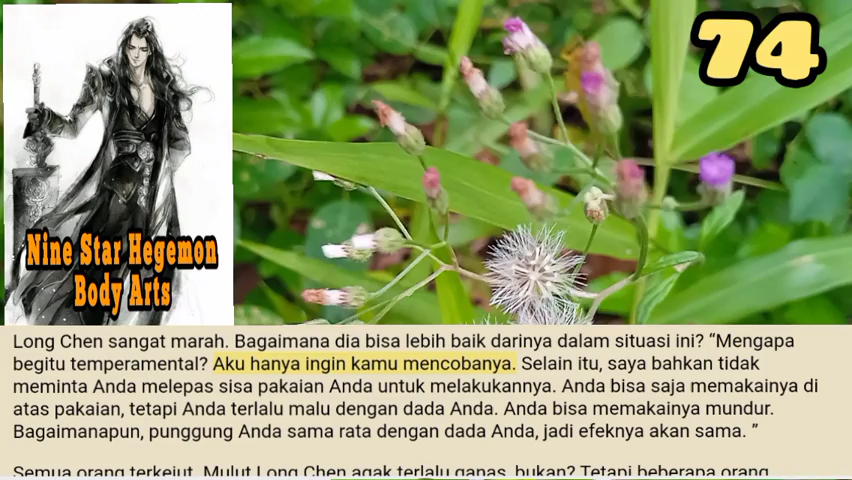 74
Nine Star Hegemon
Body Arts
Long Chen sangat marah. Bagaimana dia bisa lebih baik darinya dalam situasi ini? “Mengapa
begitu temperamental? Aku hanya ingin kamu mencobanya. Selain itu, saya bahkan tidak
meminta Anda melepas sisa pakaian Anda untuk melakukannya. Anda bisa saja memakainya di
atas pakaian, tetapi Anda terlalu malu dengan dada Anda. Anda bisa memakainya mundur.
Bagaimanapun, punggung Anda sama rata dengan dada Anda, jadi efeknya akan sama. ”
Semua orang terkejut. Mulut Long Chen agak terlalu ganas, bukan? Tetapi beberapa orang